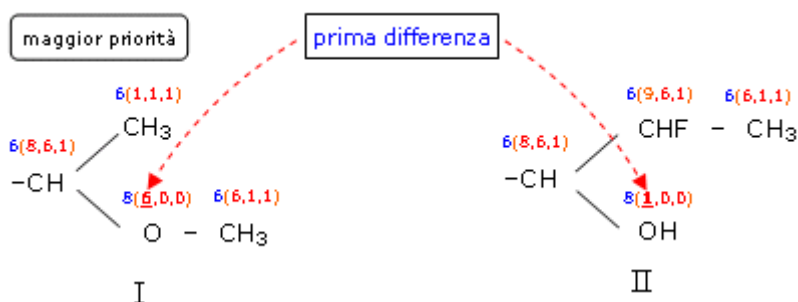 maggior priorità
prima differenza
6(1,1,1)
CH₃
6(8,6,1)
-CH
8(6,0,0) 6(6,1,1)
O - CH₃
I
6(9,6,1) 6(6,1,1)
CHF - CH₃
6(8,6,1)
-CH
8(1,0,0)
OH
II